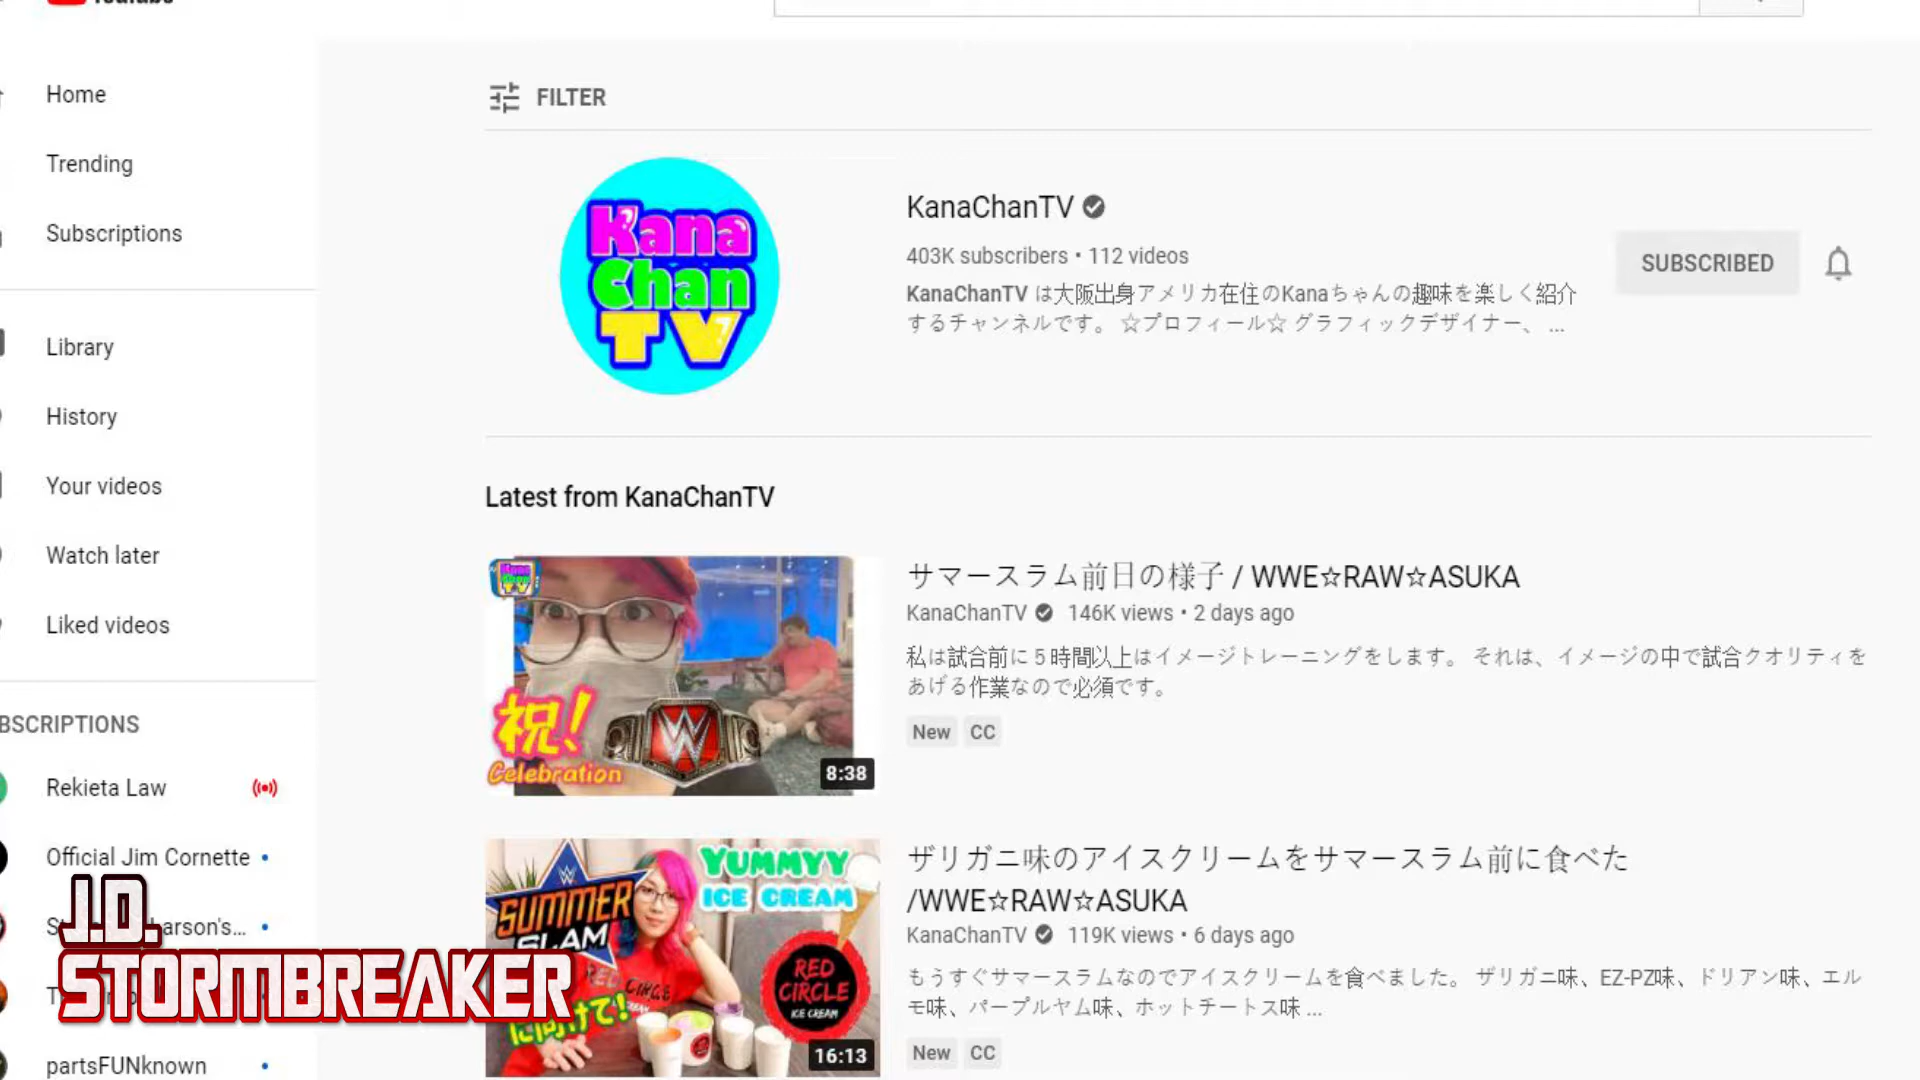 Home
Trending
Subscriptions
Library
History
Your videos
Watch later
Liked videos
BSCRIPTIONS
Rekieta Law
Official Jim Cornette
arson's...
partsFUNknown
J.D.
STORMBREAKER
FILTER
Kana
Chan
TV
KanaChanTV
403K subscribers • 112 videos
KanaChanTV は大阪出身アメリカ在住のKanaちゃんの趣味を楽しく紹介
するチャンネルです。 ☆プロフィール☆ グラフィックデザイナー、 ...
SUBSCRIBED
Latest from KanaChanTV
祝!
Celebration
8:38
サマースラム前日の様子 / WWE☆RAW☆ASUKA
KanaChanTV 146K views • 2 days ago
私は試合前に５時間以上はイメージトレーニングをします。 それは、イメージの中で試合クオリティを
あげる作業なので必須です。
New CC
SUMMER
SLAM
YUMMYY
ICE CREAM
RED
CIRCLE
ICE CREAM
に向けて!
16:13
ザリガニ味のアイスクリームをサマースラム前に食べた
/WWE☆RAW☆ASUKA
KanaChanTV 119K views • 6 days ago
もうすぐサマースラムなのでアイスクリームを食べました。 ザリガニ味、EZ-PZ味、ドリアン味、エル
モ味、パープルヤム味、ホットチートス味 ...
New CC